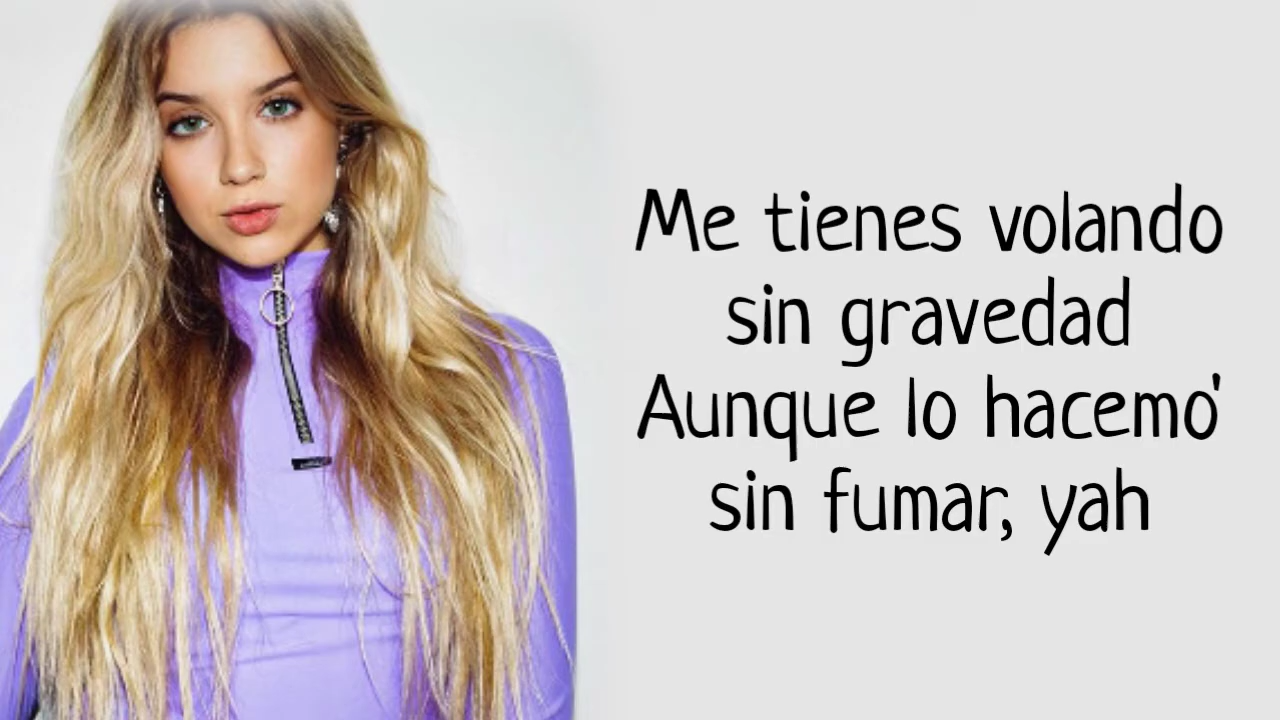 Me tienes volando
sin gravedad
Aunque lo hacemo'
sin fumar, yah